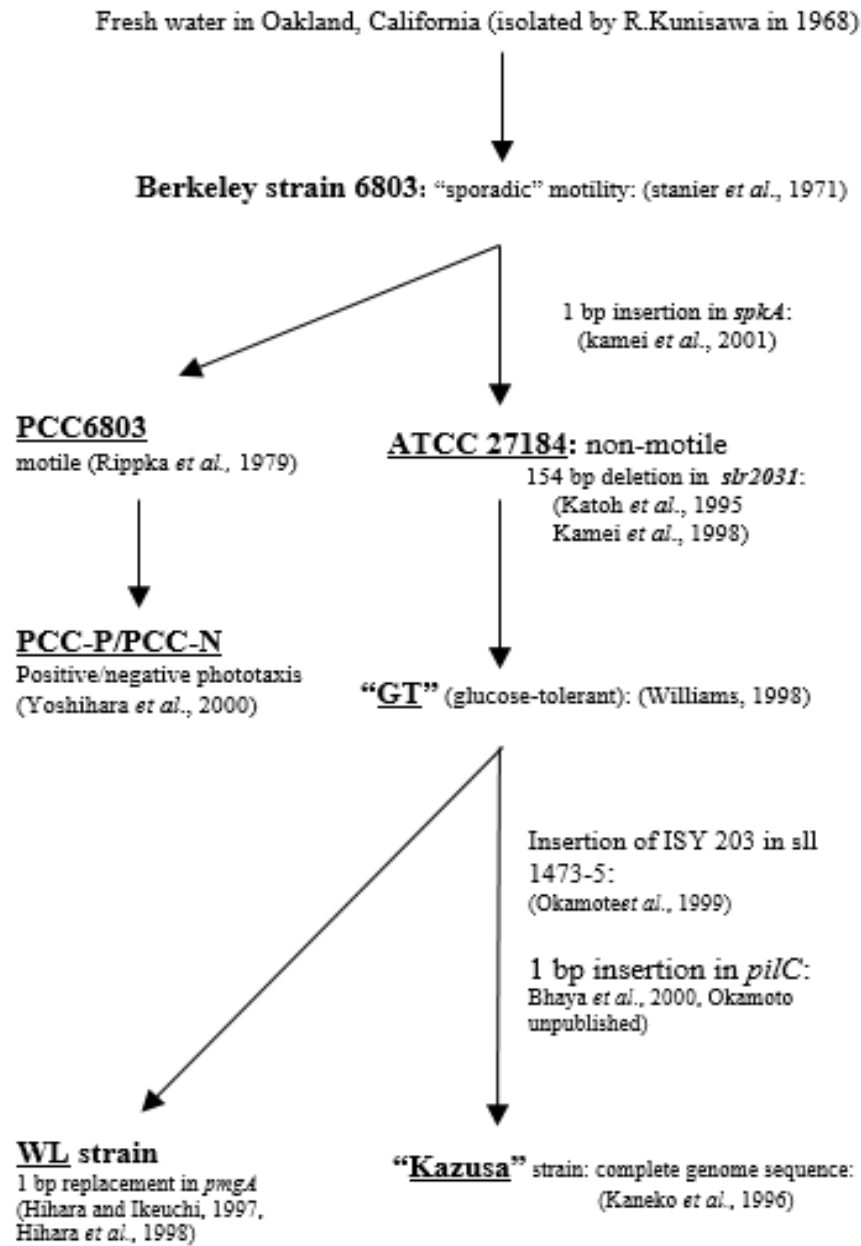 Fresh water in Oakland, California (isolated by R.Kunisawa in 1968)
Berkeley strain 6803: “sporadic” motility: (stanier et al., 1971)
1 bp insertion in spkA:
(kamei et al., 2001)
PCC6803
motile (Rippka et al., 1979)
ATCC 27184: non-motile
154 bp deletion in slr2031:
(Katoh et al., 1995
Kamei et al., 1998)
PCC-P/PCC-N
Positive/negative phototaxis
(Yoshihara et al., 2000)
“GT” (glucose-tolerant): (Williams, 1998)
Insertion of ISY 203 in sll
1473-5:
(Okamoteet al., 1999)
1 bp insertion in pilC:
Bhaya et al., 2000, Okamoto
unpublished)
WL strain
1 bp replacement in pmgA
(Hihara and Ikeuchi, 1997,
Hihara et al., 1998)
“Kazusa” strain: complete genome sequence:
(Kaneko et al., 1996)